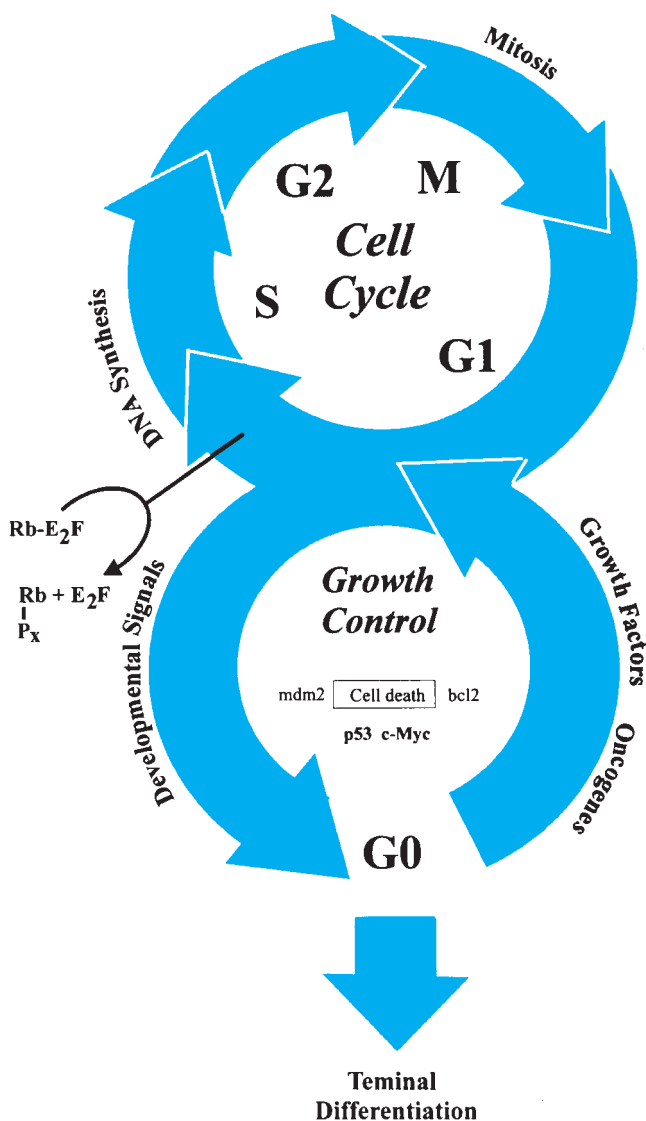 Mitosis
G2
M
Cell
Cycle
S
G1
DNA Synthesis
Rb-E2F
Rb + E2F
Px
Developmental Signals
Growth
Control
Growth Factors
mdm2 Cell death bcl2
p53 c-Myc
Oncogenes
G0
Teminal
Differentiation